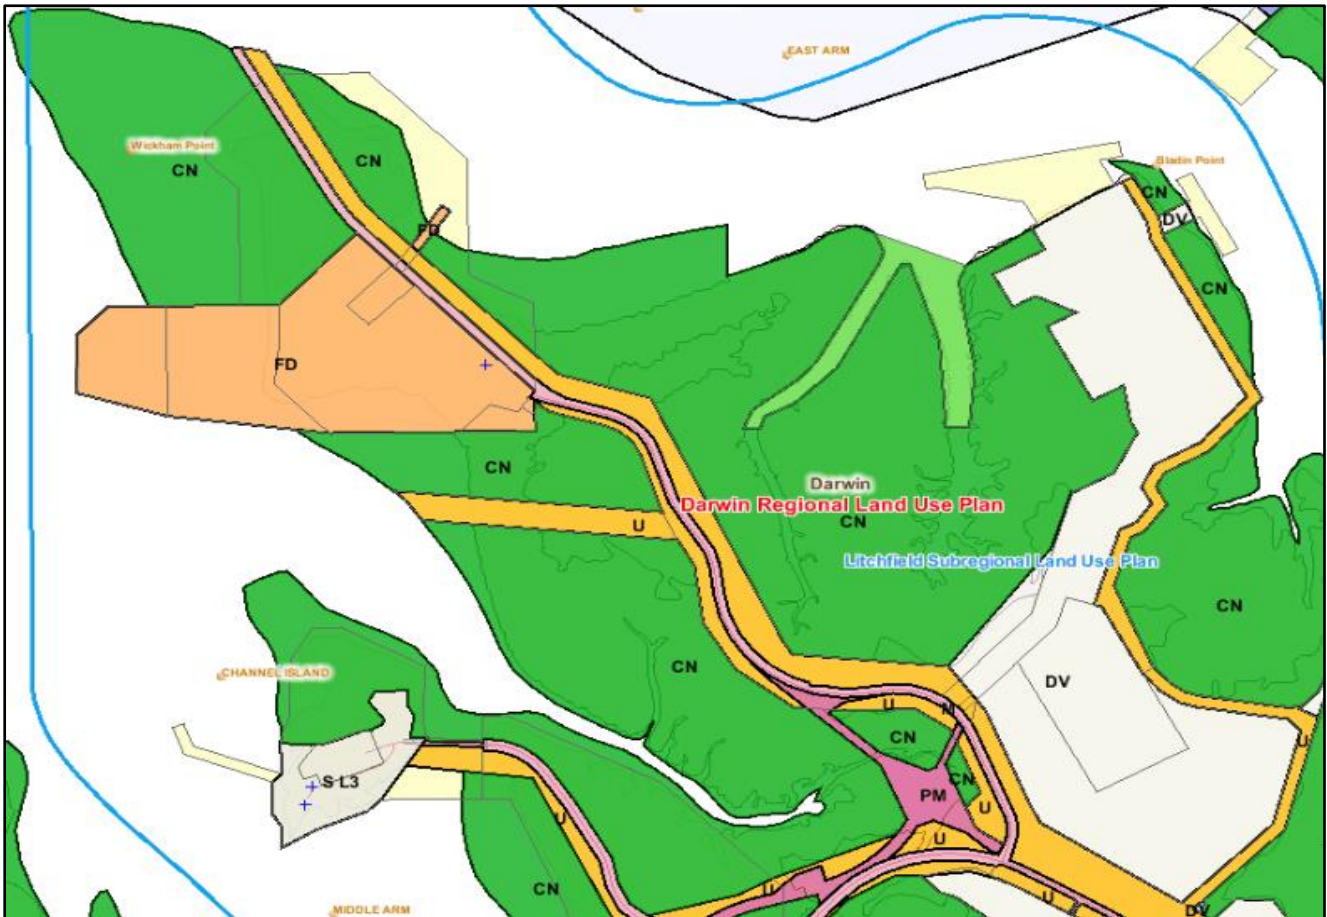 EAST ARM
Wickham Point
CN
CN
Bladin Point
CN
DV
FD
CN
FD
CN
Darwin
Darwin Regional Land Use Plan
CN
U
Litchfield Subregional Land Use Plan
CN
CN
CHANNEL ISLAND
DV
U
CN
U
S L3
CN
PM
U
U
U
CN
U
U
MIDDLE ARM
DV